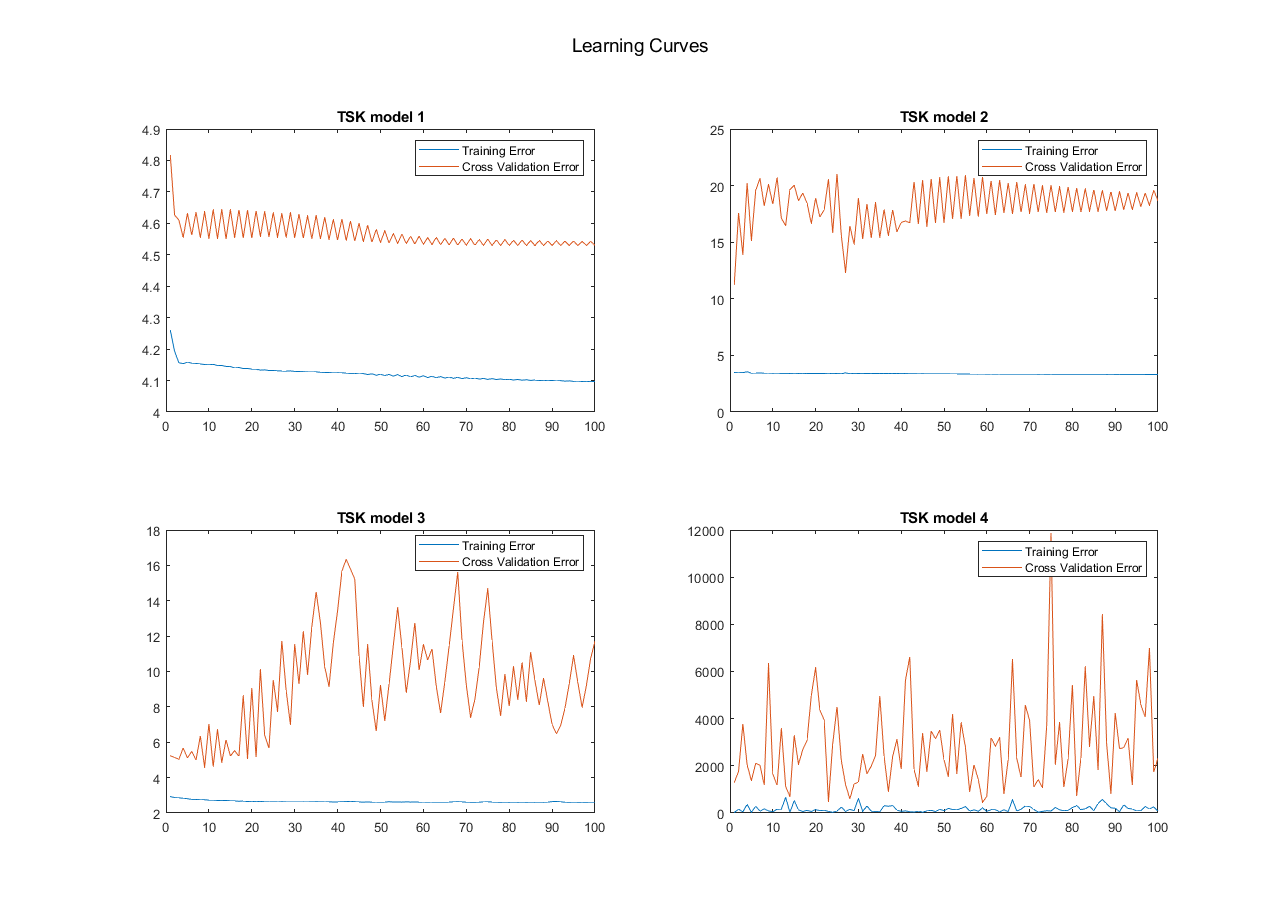 Learning Curves
TSK model 1
4.9
4.8
4.7
4.6
4.5
4.4
4.3
4.2
4.1
4
0 10 20 30 40 50 60 70 80 90 100
Training Error
Cross Validation Error
TSK model 2
25
20
15
10
5
0
0 10 20 30 40 50 60 70 80 90 100
Training Error
Cross Validation Error
TSK model 3
18
16
14
12
10
8
6
4
2
0 10 20 30 40 50 60 70 80 90 100
Training Error
Cross Validation Error
TSK model 4
12000
10000
8000
6000
4000
2000
0
0 10 20 30 40 50 60 70 80 90 100
Training Error
Cross Validation Error